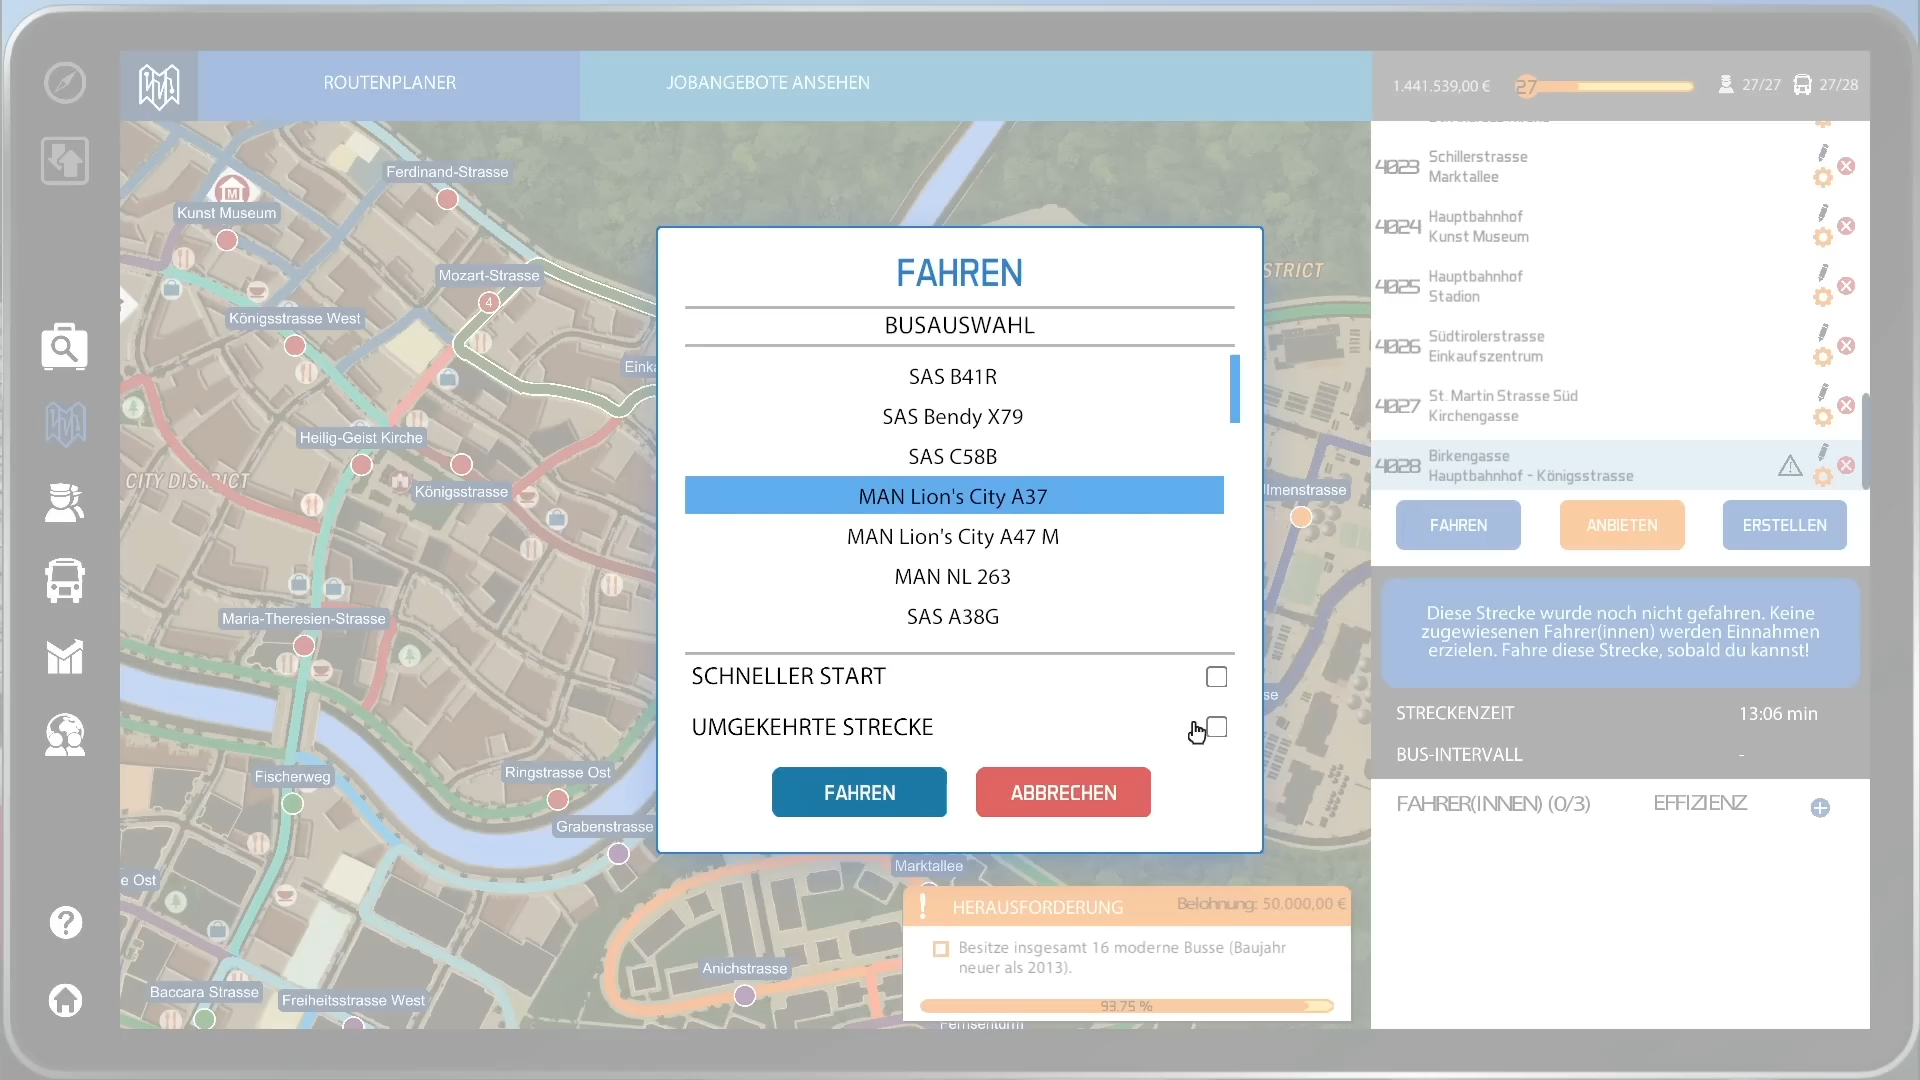 ROUTENPLANER
JOBANGEBOTE ANSEHEN
1.441.539,00 €
27
27/27
27/28
Ferdinand-Strasse
Kunst Museum
Mozart-Strasse
4
Königsstrasse West
Heilig-Geist Kirche
Königsstrasse
CITY DISTRICT
Maria-Theresien-Strasse
Fischerweg
Ringstrasse Ost
Grabenstrasse
e Ost
Baccara Strasse
Freiheitsstrasse West
Anichstrasse
Marktallee
STRICT
FAHREN
BUSAUSWAHL
SAS B41R
SAS Bendy X79
SAS C58B
MAN Lion's City A37
MAN Lion's City A47 M
MAN NL 263
SAS A38G
SCHNELLER START
UMGEKEHRTE STRECKE
FAHREN
ABBRECHEN
4023
Schillerstrasse
Marktallee
4024
Hauptbahnhof
Kunst Museum
4025
Hauptbahnhof
Stadion
4026
Südtirolerstrasse
Einkaufszentrum
4027
St. Martin Strasse Süd
Kirchengasse
4028
Birkengasse
Hauptbahnhof - Königsstrasse
FAHREN
ANBIETEN
ERSTELLEN
Diese Strecke wurde noch nicht gefahren. Keine
zugewiesenen Fahrer(innen) werden Einnahmen
erzielen. Fahre diese Strecke, sobald du kannst!
STRECKENZEIT
13:06 min
BUS-INTERVALL
-
FAHRER(INNEN) (0/3)
EFFIZIENZ
HERAUSFORDERUNG
Belohnung: 50.000,00 €
Besitze insgesamt 16 moderne Busse (Baujahr
neuer als 2013).
93.75 %